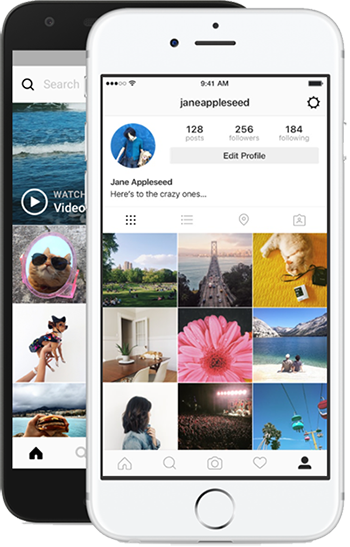 Search
WATCH
Video
9:41 AM
janeappleseed
128
256
184
posts
followers
following
Edit Profile
Jane Appleseed
Here's to the crazy ones...